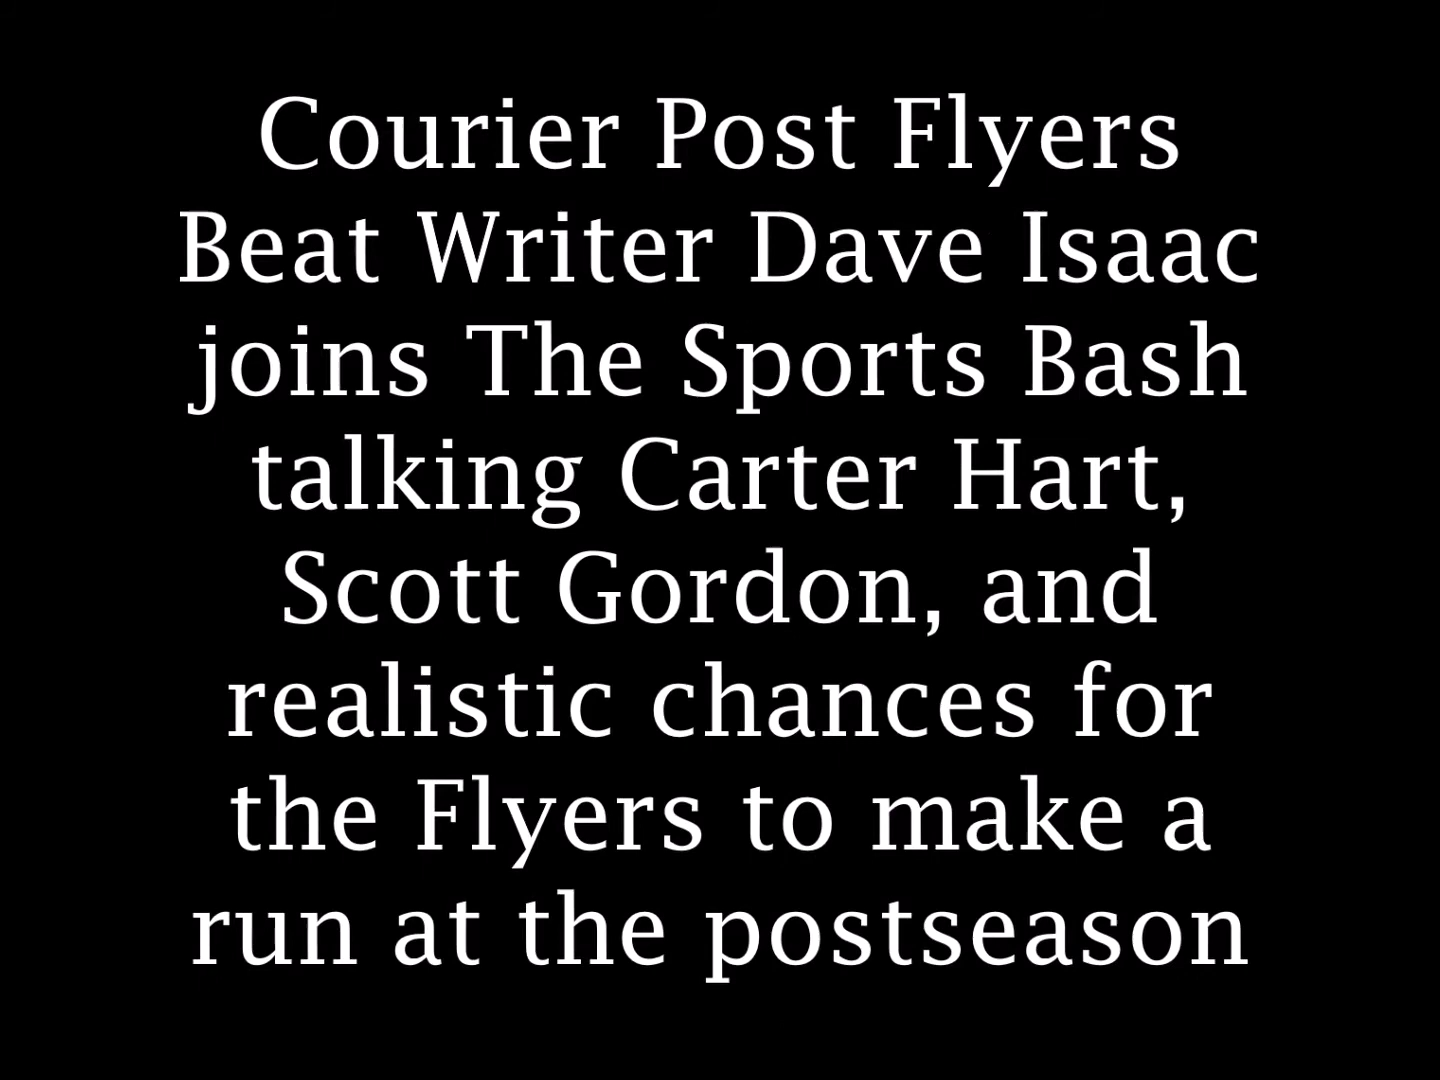 Courier Post Flyers
Beat Writer Dave Isaac
joins The Sports Bash
talking Carter Hart,
Scott Gordon, and
realistic chances for
the Flyers to make a
run at the postseason